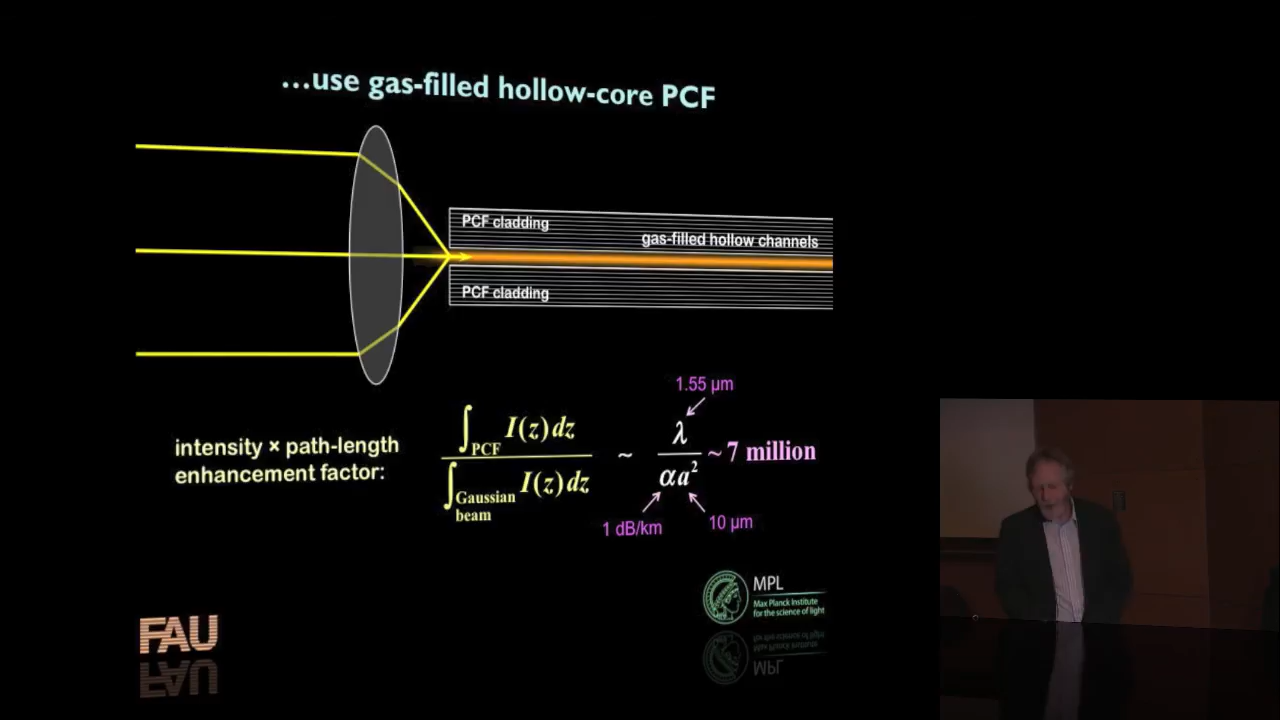 ...use gas-filled hollow-core PCF
PCF cladding
gas-filled hollow channels
PCF cladding
1.55 μm
intensity × path-length
enhancement factor:
∫PCF I(z)dz
∫Gaussian beam I(z)dz
~
λ
αa²
~ 7 million
1 dB/km
10 μm
MPL
Max Planck Institute
for the science of light
FAU